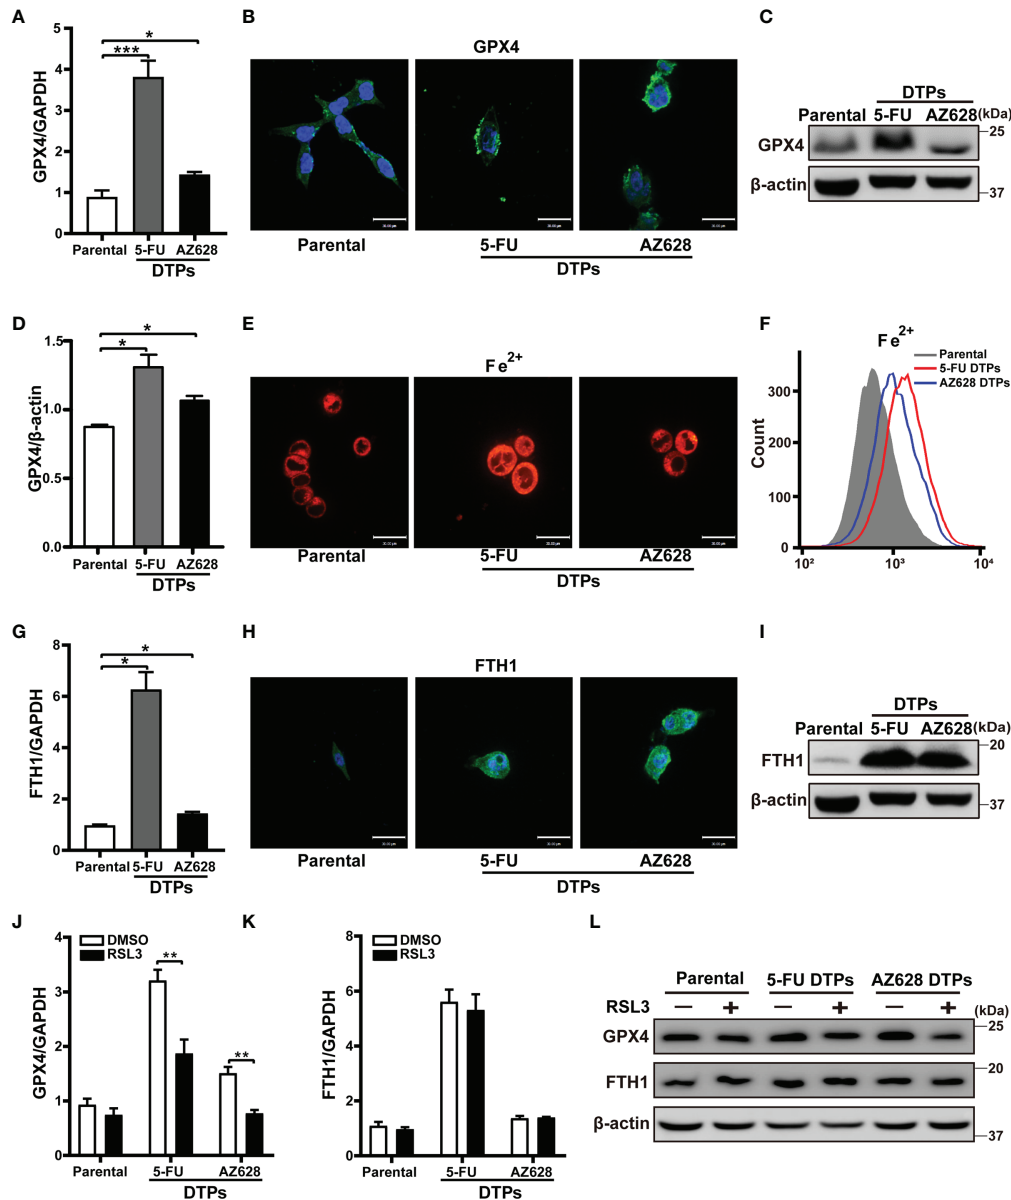 A
GPX4/GAPDH
5
4
3
2
1
0
***
*
Parental 5-FU AZ628
DTPs
B
GPX4
Parental 5-FU AZ628
DTPs
C
DTPs
Parental 5-FU AZ628 (kDa)
GPX4
25
β-actin
37
D
GPX4/β-actin
1.5
1.0
0.5
0.0
*
*
Parental 5-FU AZ628
DTPs
E
Fe2+
Parental 5-FU AZ628
DTPs
F
Fe2+
Parental
5-FU DTPs
AZ628 DTPs
Count
300
200
100
0
10² 10³ 10⁴
G
FTH1/GAPDH
8
6
4
2
0
*
*
Parental 5-FU AZ628
DTPs
H
FTH1
Parental 5-FU AZ628
DTPs
I
DTPs
Parental 5-FU AZ628 (kDa)
FTH1
20
β-actin
37
J
DMSO
RSL3
GPX4/GAPDH
4
3
2
1
0
**
**
Parental 5-FU AZ628
DTPs
K
DMSO
RSL3
FTH1/GAPDH
8
6
4
2
0
Parental 5-FU AZ628
DTPs
L
Parental 5-FU DTPs AZ628 DTPs
RSL3 — + — + — + (kDa)
GPX4
25
FTH1
20
β-actin
37